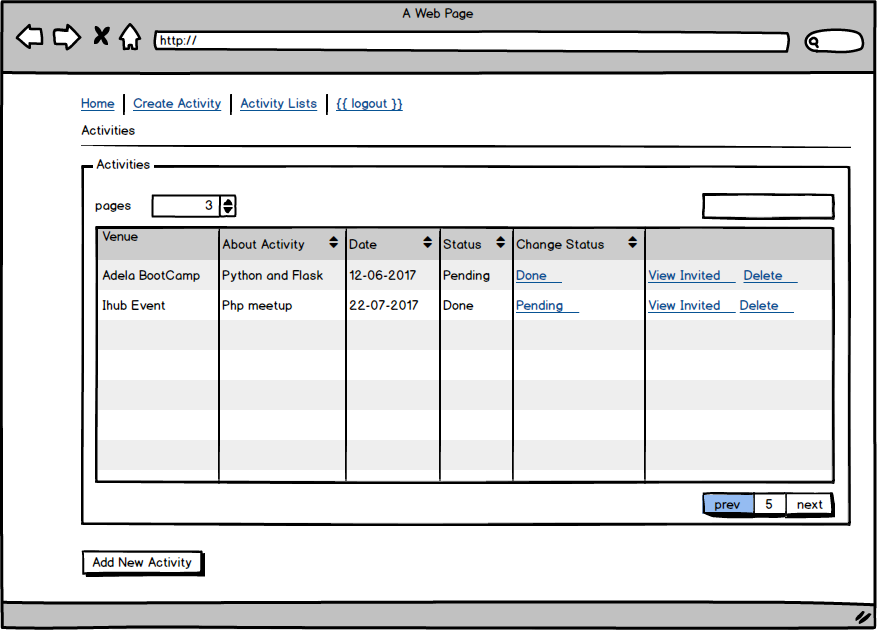 A Web Page
http://
Home Create Activity Activity Lists {{ logout }}
Activities
Activities
pages 3
Venue About Activity Date Status Change Status
Adela BootCamp Python and Flask 12-06-2017 Pending Done View Invited Delete
Ihub Event Php meetup 22-07-2017 Done Pending View Invited Delete
prev 5 next
Add New Activity